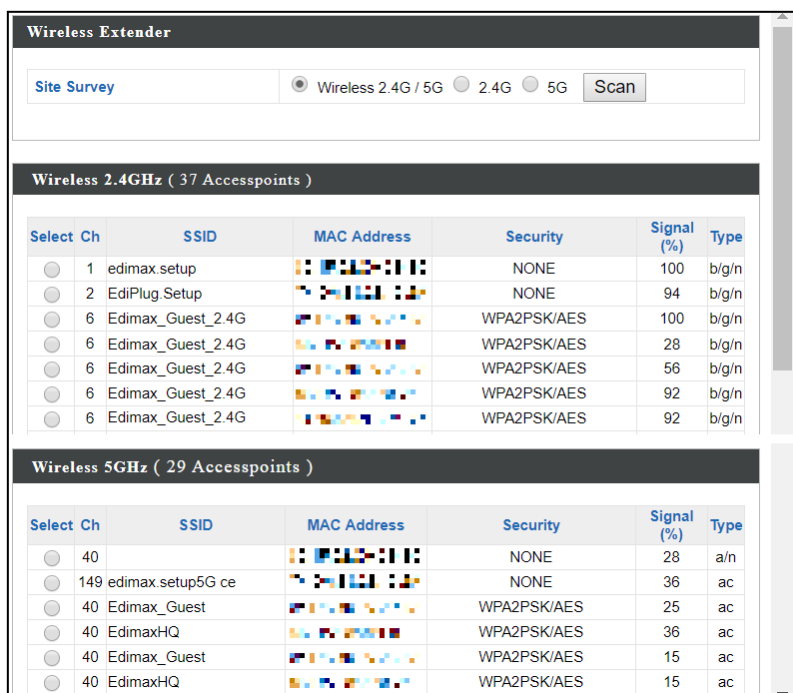 Wireless Extender
Site Survey Wireless 2.4G / 5G 2.4G 5G Scan
Wireless 2.4GHz ( 37 Accesspoints )
Select Ch SSID MAC Address Security Signal (%) Type
1 edimax.setup NONE 100 b/g/n
2 EdiPlug.Setup NONE 94 b/g/n
6 Edimax_Guest_2.4G WPA2PSK/AES 100 b/g/n
6 Edimax_Guest_2.4G WPA2PSK/AES 28 b/g/n
6 Edimax_Guest_2.4G WPA2PSK/AES 56 b/g/n
6 Edimax_Guest_2.4G WPA2PSK/AES 92 b/g/n
6 Edimax_Guest_2.4G WPA2PSK/AES 92 b/g/n
Wireless 5GHz ( 29 Accesspoints )
Select Ch SSID MAC Address Security Signal (%) Type
40 NONE 28 a/n
149 edimax.setup5G ce NONE 36 ac
40 Edimax_Guest WPA2PSK/AES 25 ac
40 EdimaxHQ WPA2PSK/AES 36 ac
40 Edimax_Guest WPA2PSK/AES 15 ac
40 EdimaxHQ WPA2PSK/AES 15 ac